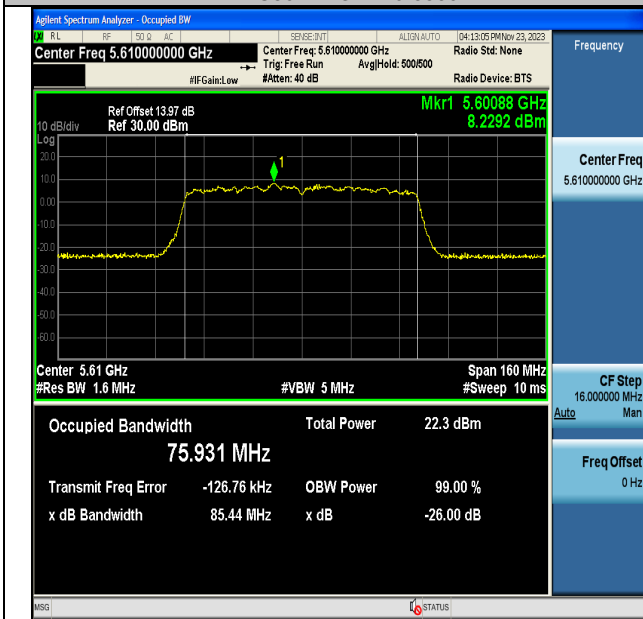 Agilent Spectrum Analyzer - Occupied BW
RL RF 50 Ω AC SENSE:INT ALIGN AUTO 04:13:05 PM Nov 23, 2023
Center Freq 5.610000000 GHz Center Freq: 5.610000000 GHz Radio Std: None Frequency
Trig: Free Run Avg|Hold: 500/500
#IFGain:Low #Atten: 40 dB Radio Device: BTS
Mkr1 5.60088 GHz
Ref Offset 13.97 dB
8.2292 dBm
10 dB/div Ref 30.00 dBm
Log
20.0
1
10.0
0.00
-10.0
-20.0
-30.0
-40.0
-50.0
-60.0
Center Freq
5.610000000 GHz
Center 5.61 GHz Span 160 MHz
#Res BW 1.6 MHz #VBW 5 MHz #Sweep 10 ms
CF Step
16.000000 MHz
Auto Man
Occupied Bandwidth Total Power 22.3 dBm
75.931 MHz
Transmit Freq Error -126.76 kHz OBW Power 99.00 %
x dB Bandwidth 85.44 MHz x dB -26.00 dB
Freq Offset
0 Hz
MSG STATUS